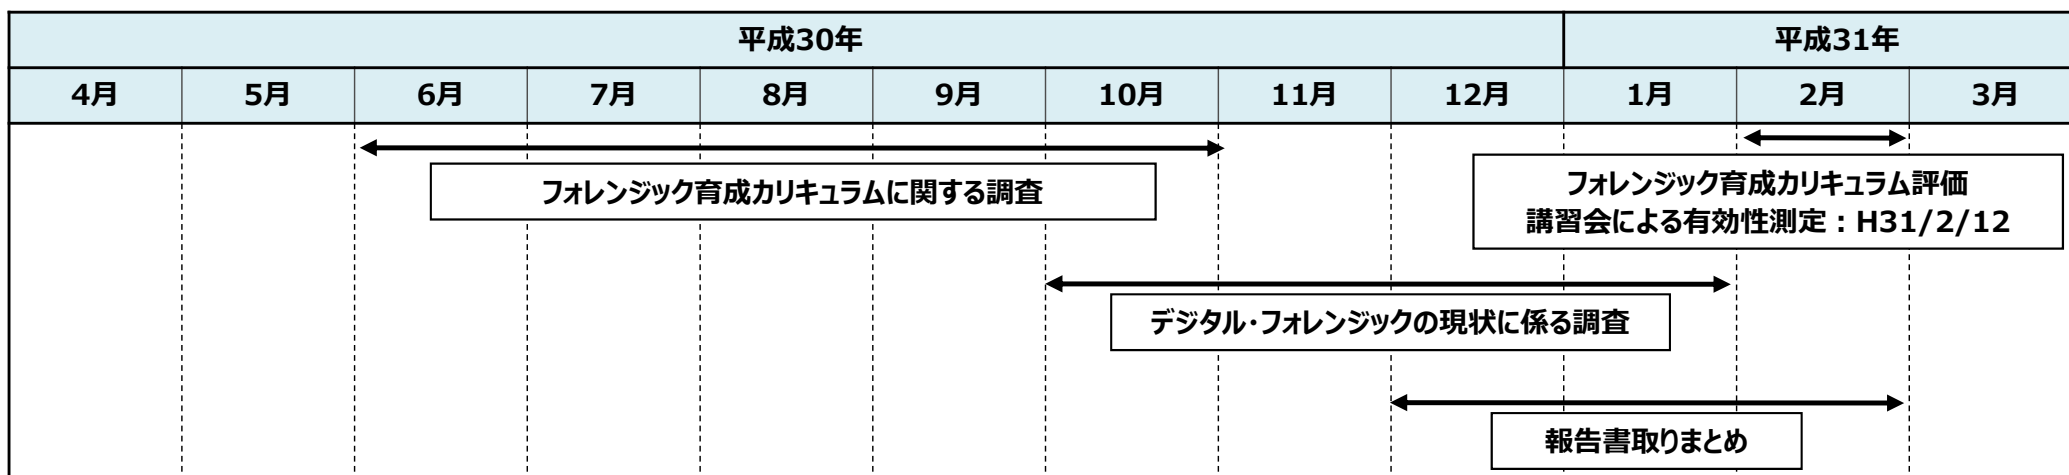 平成30年 平成31年
4月 5月 6月 7月 8月 9月 10月 11月 12月 1月 2月 3月
フォレンジック育成カリキュラムに関する調査
フォレンジック育成カリキュラム評価
講習会による有効性測定：H31/2/12
デジタル・フォレンジックの現状に係る調査
報告書取りまとめ